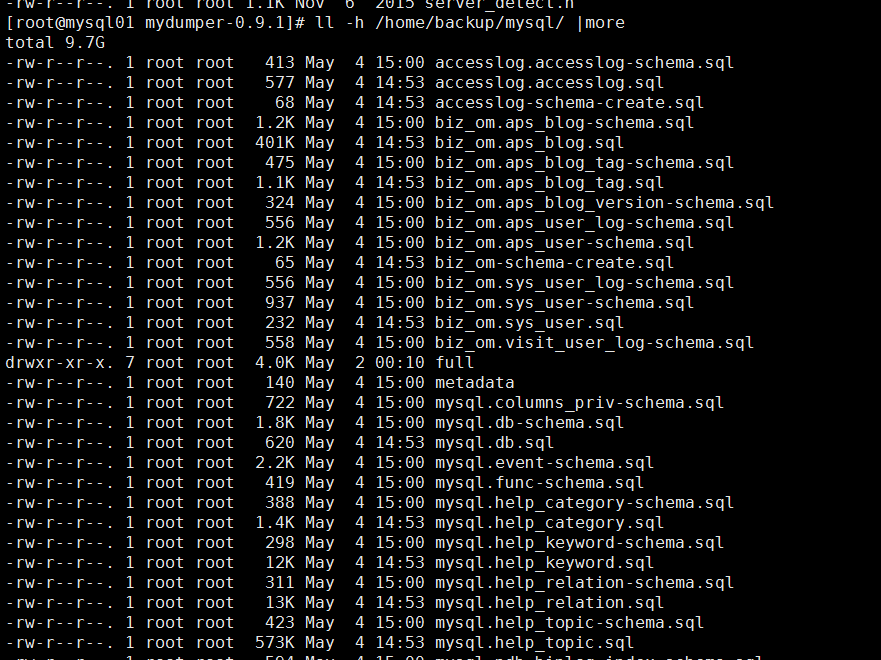 -rw-r--r--. 1 root root 1.1K Nov  6  2015 server_detect.h
[root@mysql01 mydumper-0.9.1]# ll -h /home/backup/mysql/ |more
total 9.7G
-rw-r--r--. 1 root root   413 May  4 15:00 accesslog.accesslog-schema.sql
-rw-r--r--. 1 root root   577 May  4 14:53 accesslog.accesslog.sql
-rw-r--r--. 1 root root    68 May  4 14:53 accesslog-schema-create.sql
-rw-r--r--. 1 root root  1.2K May  4 15:00 biz_om.aps_blog-schema.sql
-rw-r--r--. 1 root root  401K May  4 14:53 biz_om.aps_blog.sql
-rw-r--r--. 1 root root   475 May  4 15:00 biz_om.aps_blog_tag-schema.sql
-rw-r--r--. 1 root root  1.1K May  4 14:53 biz_om.aps_blog_tag.sql
-rw-r--r--. 1 root root   324 May  4 15:00 biz_om.aps_blog_version-schema.sql
-rw-r--r--. 1 root root   556 May  4 15:00 biz_om.aps_user_log-schema.sql
-rw-r--r--. 1 root root  1.2K May  4 15:00 biz_om.aps_user-schema.sql
-rw-r--r--. 1 root root    65 May  4 14:53 biz_om-schema-create.sql
-rw-r--r--. 1 root root   556 May  4 15:00 biz_om.sys_user_log-schema.sql
-rw-r--r--. 1 root root   937 May  4 15:00 biz_om.sys_user-schema.sql
-rw-r--r--. 1 root root   232 May  4 14:53 biz_om.sys_user.sql
-rw-r--r--. 1 root root   558 May  4 15:00 biz_om.visit_user_log-schema.sql
drwxr-xr-x. 7 root root  4.0K May  2 00:10 full
-rw-r--r--. 1 root root   140 May  4 15:00 metadata
-rw-r--r--. 1 root root   722 May  4 15:00 mysql.columns_priv-schema.sql
-rw-r--r--. 1 root root  1.8K May  4 15:00 mysql.db-schema.sql
-rw-r--r--. 1 root root   620 May  4 14:53 mysql.db.sql
-rw-r--r--. 1 root root  2.2K May  4 15:00 mysql.event-schema.sql
-rw-r--r--. 1 root root   419 May  4 15:00 mysql.func-schema.sql
-rw-r--r--. 1 root root   388 May  4 15:00 mysql.help_category-schema.sql
-rw-r--r--. 1 root root  1.4K May  4 14:53 mysql.help_category.sql
-rw-r--r--. 1 root root   298 May  4 15:00 mysql.help_keyword-schema.sql
-rw-r--r--. 1 root root   12K May  4 14:53 mysql.help_keyword.sql
-rw-r--r--. 1 root root   311 May  4 15:00 mysql.help_relation-schema.sql
-rw-r--r--. 1 root root   13K May  4 14:53 mysql.help_relation.sql
-rw-r--r--. 1 root root   423 May  4 15:00 mysql.help_topic-schema.sql
-rw-r--r--. 1 root root  573K May  4 14:53 mysql.help_topic.sql